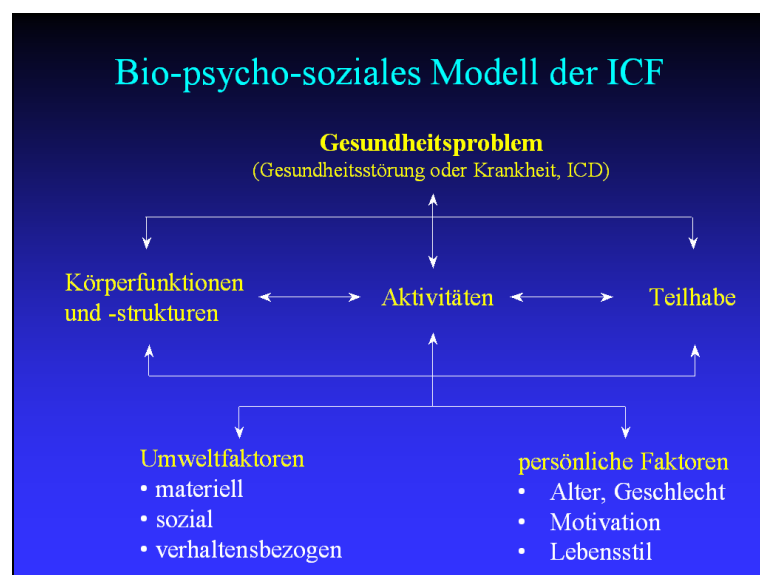 Bio-psycho-soziales Modell der ICF
Gesundheitsproblem
(Gesundheitsstörung oder Krankheit, ICD)
Körperfunktionen
und -strukturen
Aktivitäten
Teilhabe
Umweltfaktoren
• materiell
• sozial
• verhaltensbezogen
persönliche Faktoren
• Alter, Geschlecht
• Motivation
• Lebensstil